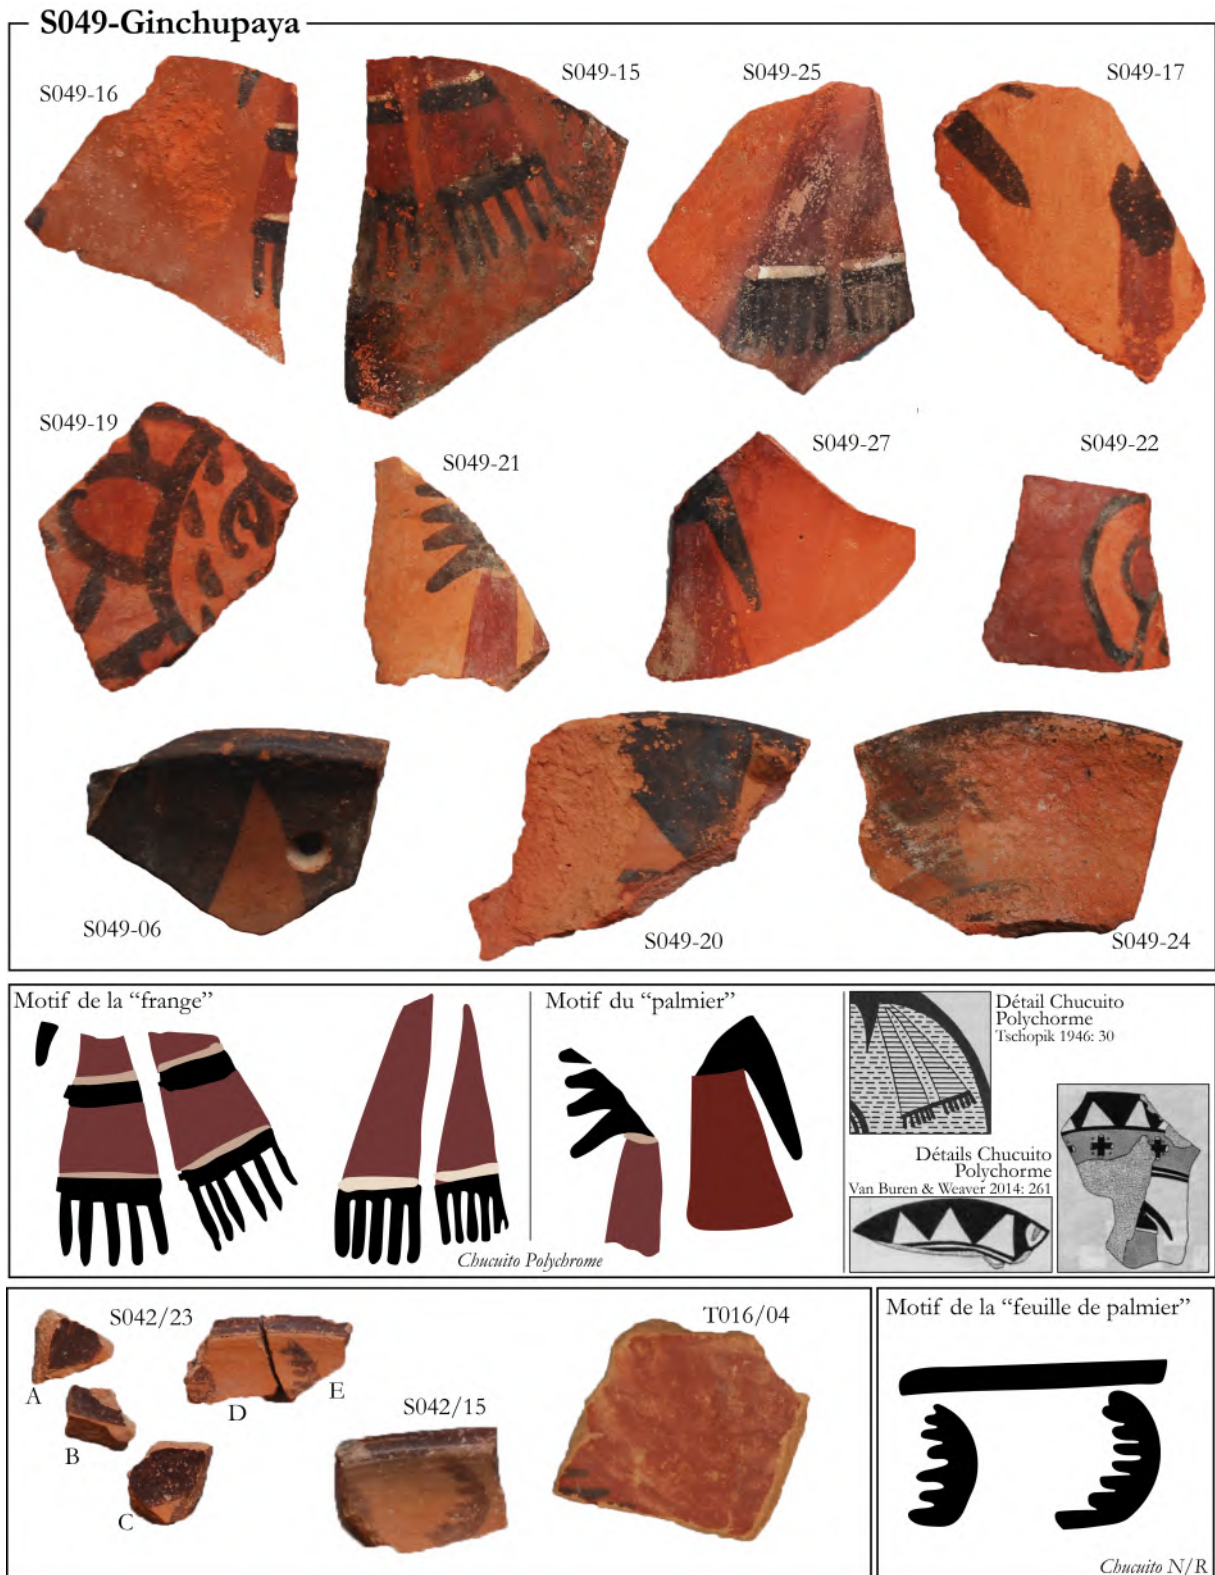 S049-Ginchupaya
S049-16
S049-15
S049-25
S049-17
S049-19
S049-21
S049-27
S049-22
S049-06
S049-20
S049-24
Motif de la “frange”
Motif du “palmier”
Chucuito Polychrome
Détail Chucuito
Polychorme
Tschopik 1946: 30
Détails Chucuito
Polychorme
Van Buren & Weaver 2014: 261
S042/23
A
B
C
D
E
S042/15
T016/04
Motif de la “feuille de palmier”
Chucuito N/R